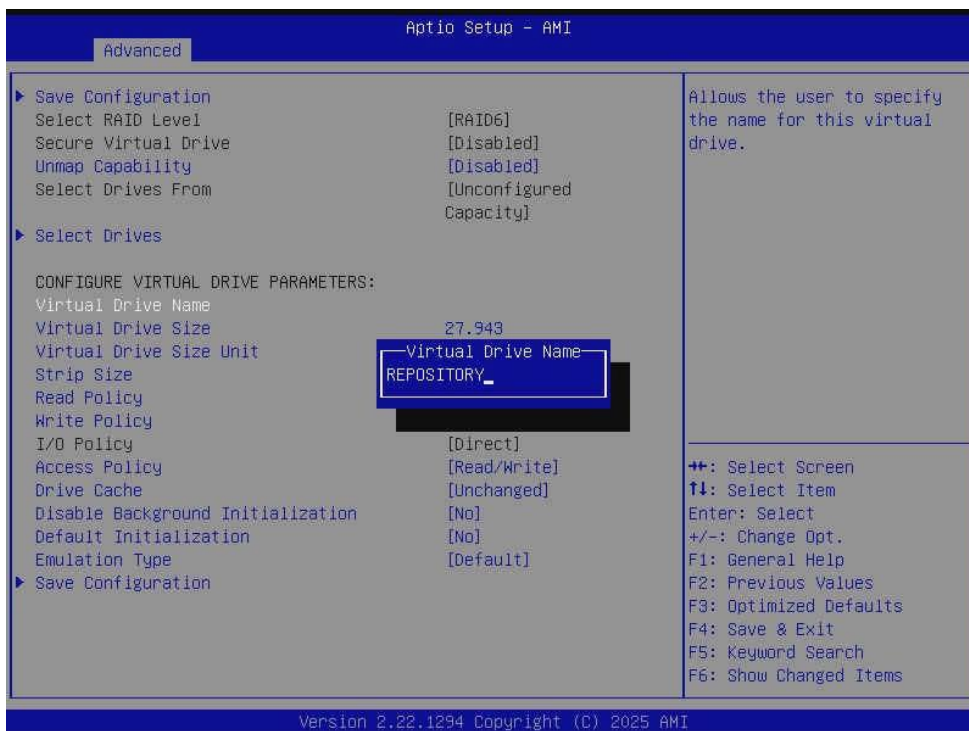 Aptio Setup – AMI
Advanced
Save Configuration
Select RAID Level [RAID6]
Secure Virtual Drive [Disabled]
Unmap Capability [Disabled]
Select Drives From [Unconfigured
Capacity]
Select Drives
CONFIGURE VIRTUAL DRIVE PARAMETERS:
Virtual Drive Name
Virtual Drive Size 27.943
Virtual Drive Size Unit
Strip Size
Read Policy
Write Policy
I/O Policy [Direct]
Access Policy [Read/Write]
Drive Cache [Unchanged]
Disable Background Initialization [No]
Default Initialization [No]
Emulation Type [Default]
Save Configuration
Virtual Drive Name
REPOSITORY_
Allows the user to specify
the name for this virtual
drive.
→←: Select Screen
↑↓: Select Item
Enter: Select
+/-: Change Opt.
F1: General Help
F2: Previous Values
F3: Optimized Defaults
F4: Save & Exit
F5: Keyword Search
F6: Show Changed Items
Version 2.22.1294 Copyright (C) 2025 AMI